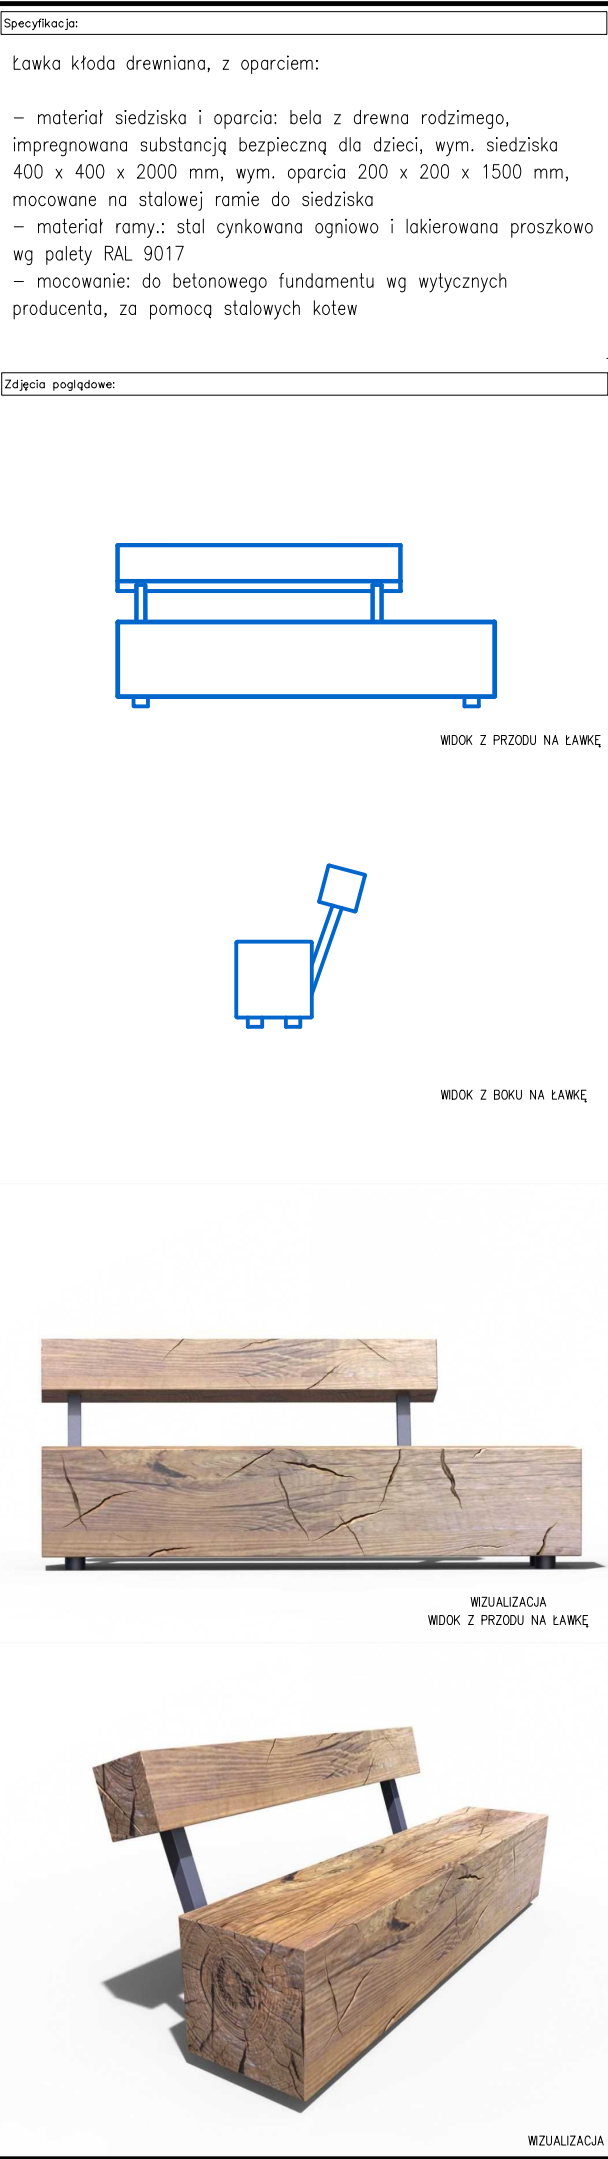 Specyfikacja:
Ławka kłoda drewniana, z oparciem:
– materiał siedziska i oparcia: bela z drewna rodzimego,
impregnowana substancją bezpieczną dla dzieci, wym. siedziska
400 x 400 x 2000 mm, wym. oparcia 200 x 200 x 1500 mm,
mocowane na stalowej ramie do siedziska
– materiał ramy.: stal cynkowana ogniowo i lakierowana proszkowo
wg palety RAL 9017
– mocowanie: do betonowego fundamentu wg wytycznych
producenta, za pomocą stalowych kotew
Zdjęcia poglądowe:
WIDOK Z PRZODU NA ŁAWKĘ
WIDOK Z BOKU NA ŁAWKĘ
WIZUALIZACJA
WIDOK Z PRZODU NA ŁAWKĘ
WIZUALIZACJA